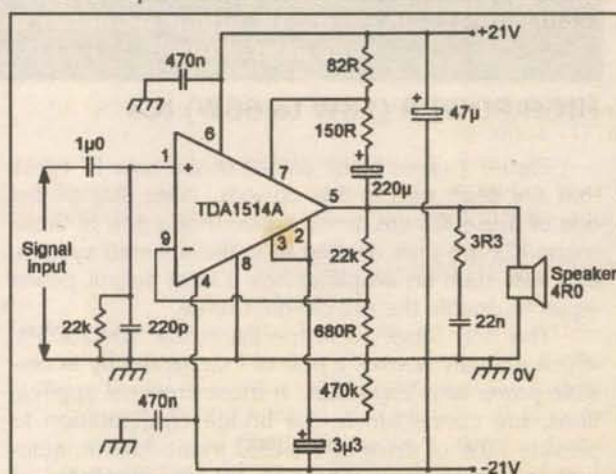 +21V
470n
82R
47µ
150R
1µ0
6
7
220µ
1
+
TDA1514A
5
9
−
3
2
22k
3R3
Signal
input
4
8
Speaker
4R0
22k
220p
680R
22n
0V
470n
470k
3µ3
−21V